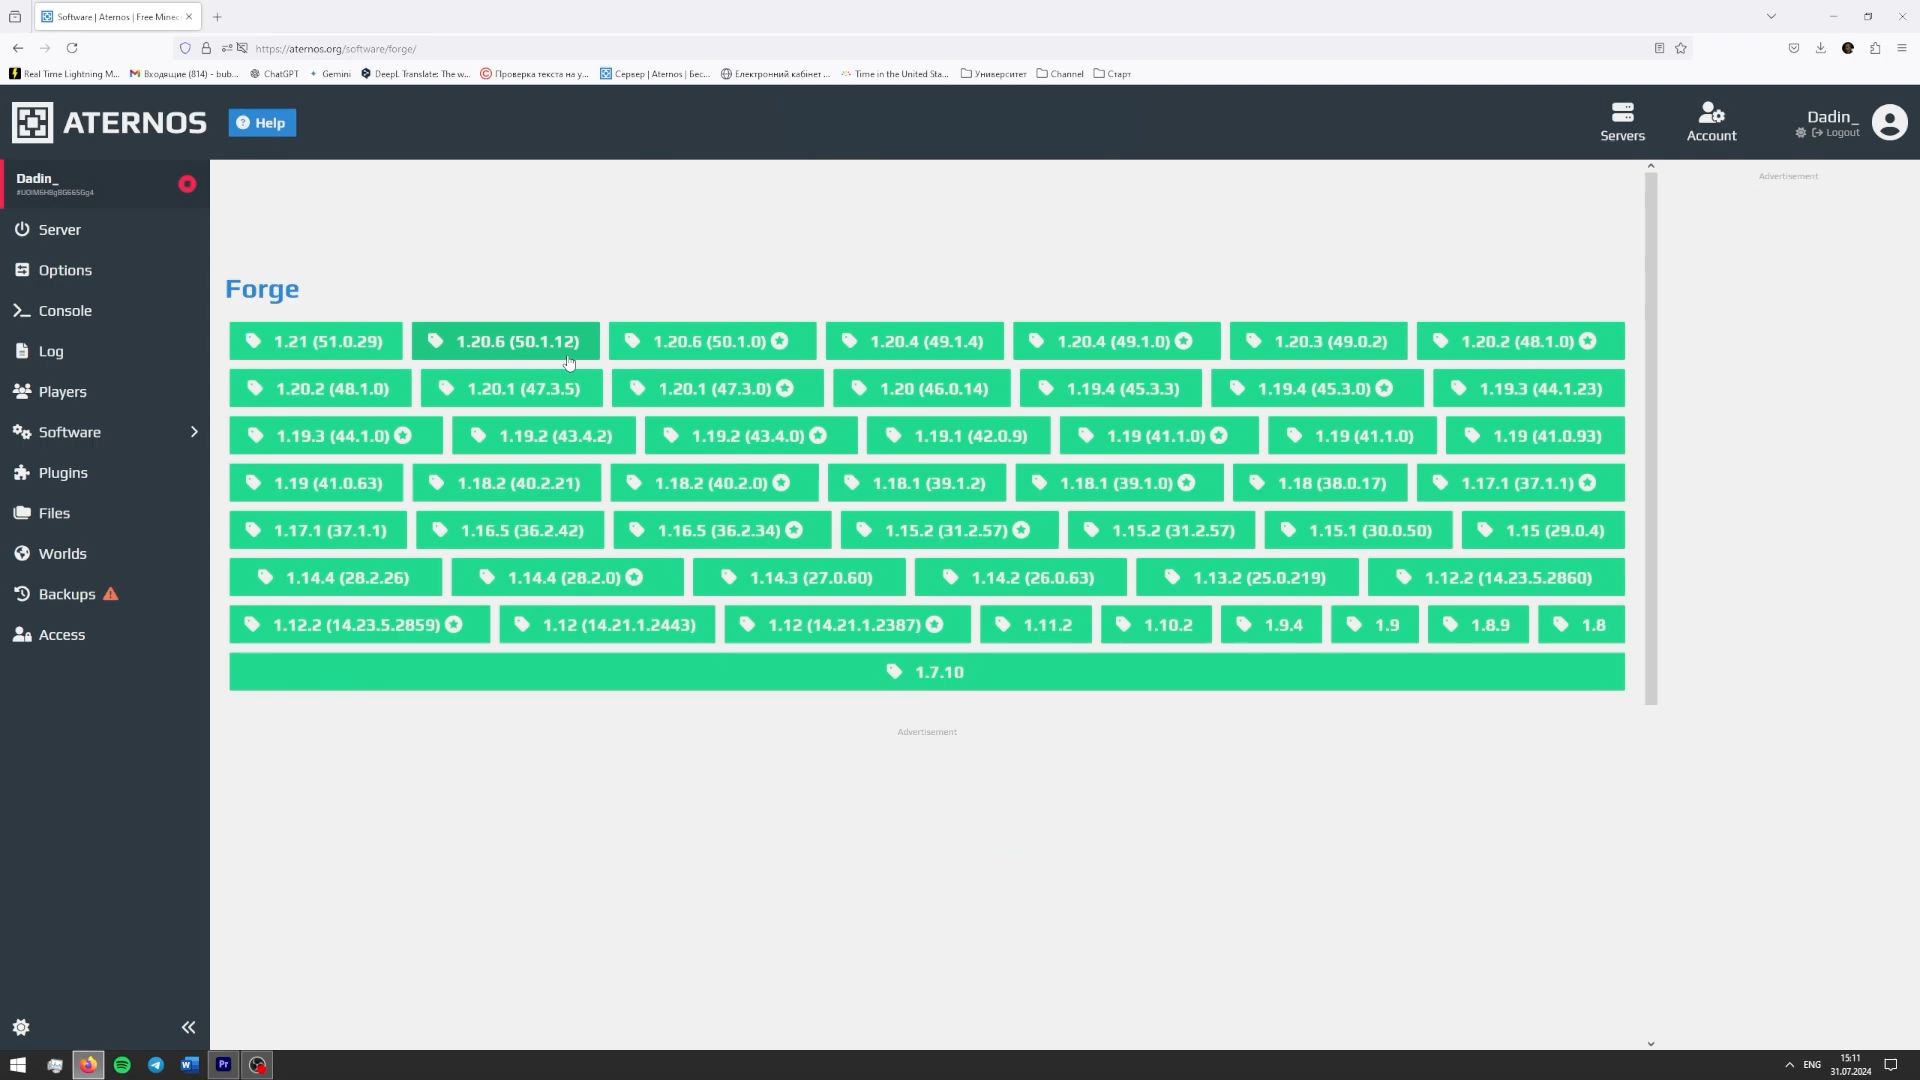 Software | Aternos | Free Minec
https://aternos.org/software/forge/
Real Time Lightning M... Входящие (814) - bub... ChatGPT Gemini DeepL Translate: The w... Проверка текста на у... Сервер | Aternos | Бес... Електронний кабінет ... Time in the United Sta... Университет Channel Старт
ATERNOS
Help
Servers
Account
Dadin_
Logout
Dadin_
Server
Options
Console
Log
Players
Software
Plugins
Files
Worlds
Backups
Access
Advertisement
Forge
1.21 (51.0.29) 1.20.6 (50.1.12) 1.20.6 (50.1.0) 1.20.4 (49.1.4) 1.20.4 (49.1.0) 1.20.3 (49.0.2) 1.20.2 (48.1.0)
1.20.2 (48.1.0) 1.20.1 (47.3.5) 1.20.1 (47.3.0) 1.20 (46.0.14) 1.19.4 (45.3.3) 1.19.4 (45.3.0) 1.19.3 (44.1.23)
1.19.3 (44.1.0) 1.19.2 (43.4.2) 1.19.2 (43.4.0) 1.19.1 (42.0.9) 1.19 (41.1.0) 1.19 (41.1.0) 1.19 (41.0.93)
1.19 (41.0.63) 1.18.2 (40.2.21) 1.18.2 (40.2.0) 1.18.1 (39.1.2) 1.18.1 (39.1.0) 1.18 (38.0.17) 1.17.1 (37.1.1)
1.17.1 (37.1.1) 1.16.5 (36.2.42) 1.16.5 (36.2.34) 1.15.2 (31.2.57) 1.15.2 (31.2.57) 1.15.1 (30.0.50) 1.15 (29.0.4)
1.14.4 (28.2.26) 1.14.4 (28.2.0) 1.14.3 (27.0.60) 1.14.2 (26.0.63) 1.13.2 (25.0.219) 1.12.2 (14.23.5.2860)
1.12.2 (14.23.5.2859) 1.12 (14.21.1.2443) 1.12 (14.21.1.2387) 1.11.2 1.10.2 1.9.4 1.9 1.8.9 1.8
1.7.10
Advertisement
W Pr ENG 15:11
31.07.2024